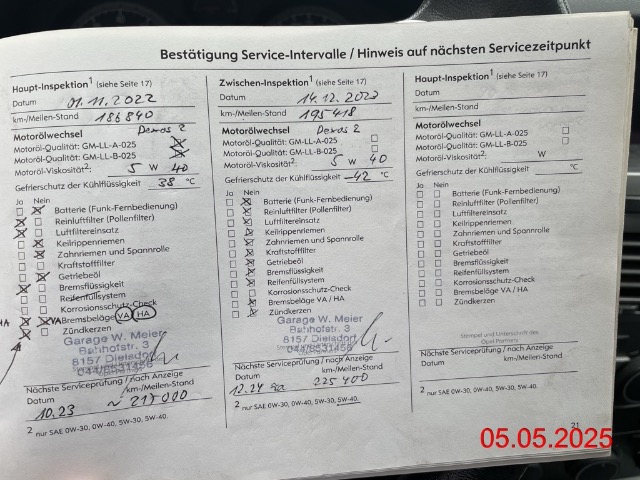 Bestätigung Service-Intervalle / Hinweis auf nächsten Servicezeitpunkt
Haupt-Inspektion1 (siehe Seite 17)
Datum 01.11.2022
km-/Meilen-Stand 186840
Motorölwechsel Dexos 2
Motoröl-Qualität: GM-LL-A-025
Motoröl-Qualität: GM-LL-B-025
Motoröl-Viskosität2: 5 W 40
Gefrierschutz der Kühlflüssigkeit 38 °C
Ja Nein
Batterie (Funk-Fernbedienung)
Reinluftfilter (Pollenfilter)
Luftfiltereinsatz
Keilrippenriemen
Zahnriemen und Spannrolle
Kraftstofffilter
Getriebeöl
Bremsflüssigkeit
Reifenfüllsystem
Korrosionsschutz-Check
HA VA Bremsbeläge VA / HA
Zündkerzen
Garage W. Meier
Bahnhofstr. 3
8157 Dielsdorf
Nächste Serviceprüfung / nach Anzeige
Datum km-/Meilen-Stand
10.23 ~ 217000
2 nur SAE 0W-30, 0W-40, 5W-30, 5W-40.
Zwischen-Inspektion1 (siehe Seite 17)
Datum 14.12.2023
km-/Meilen-Stand 195418
Motorölwechsel Dexos 2
Motoröl-Qualität: GM-LL-A-025
Motoröl-Qualität: GM-LL-B-025
Motoröl-Viskosität2: 5 W 40
Gefrierschutz der Kühlflüssigkeit -42 °C
Ja Nein
Batterie (Funk-Fernbedienung)
Reinluftfilter (Pollenfilter)
Luftfiltereinsatz
Keilrippenriemen
Zahnriemen und Spannrolle
Kraftstofffilter
Getriebeöl
Bremsflüssigkeit
Reifenfüllsystem
Korrosionsschutz-Check
Bremsbeläge VA / HA
Zündkerzen
Garage W. Meier
Bahnhofstr. 3
8157 Dielsdorf
Nächste Serviceprüfung / nach Anzeige
Datum km-/Meilen-Stand
12.24 225400
2 nur SAE 0W-30, 0W-40, 5W-30, 5W-40.
Haupt-Inspektion1 (siehe Seite 17)
Datum
km-/Meilen-Stand
Motorölwechsel
Motoröl-Qualität: GM-LL-A-025
Motoröl-Qualität: GM-LL-B-025
Motoröl-Viskosität2: W
Gefrierschutz der Kühlflüssigkeit °C
Ja Nein
Batterie (Funk-Fernbedienung)
Reinluftfilter (Pollenfilter)
Luftfiltereinsatz
Keilrippenriemen
Zahnriemen und Spannrolle
Kraftstofffilter
Getriebeöl
Bremsflüssigkeit
Reifenfüllsystem
Korrosionsschutz-Check
Bremsbeläge VA / HA
Zündkerzen
Stempel und Unterschrift des
Opel Partners
Nächste Serviceprüfung / nach Anzeige
Datum km-/Meilen-Stand
2 nur SAE 0W-30, 0W-40, 5W-30, 5W-40.
21
05.05.2025